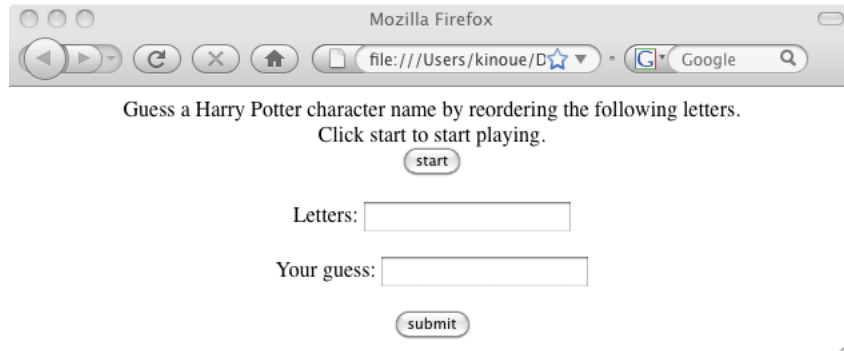 Mozilla Firefox
file:///Users/kinoue/D
G Google
Guess a Harry Potter character name by reordering the following letters.
Click start to start playing.
start
Letters:
Your guess:
submit